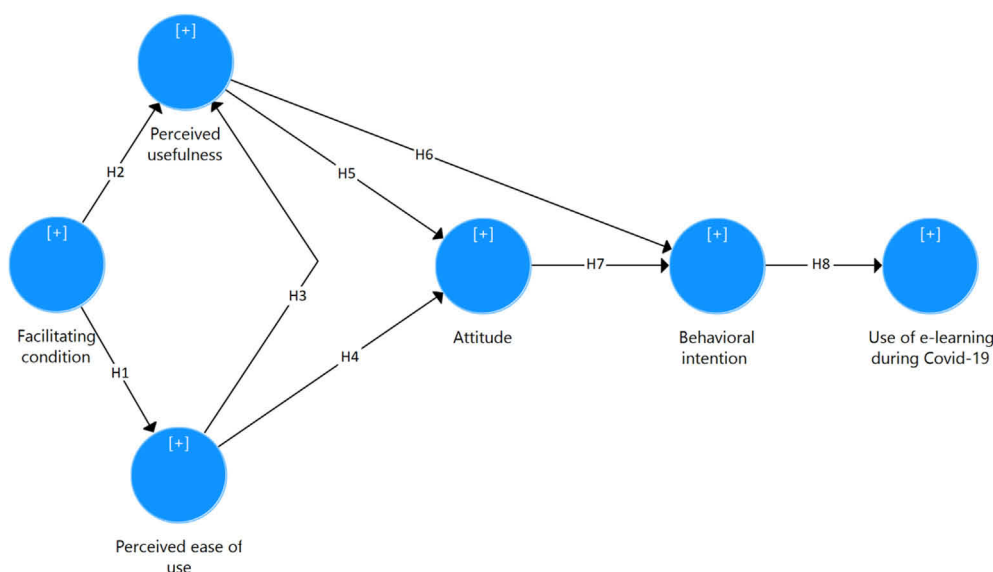 [+]
Perceived
usefulness
H6
H2
H5
[+]
[+]
[+]
[+]
H7
H8
H3
Facilitating
condition
Attitude
Behavioral
intention
Use of e-learning
during Covid-19
H4
H1
[+]
Perceived ease of
use